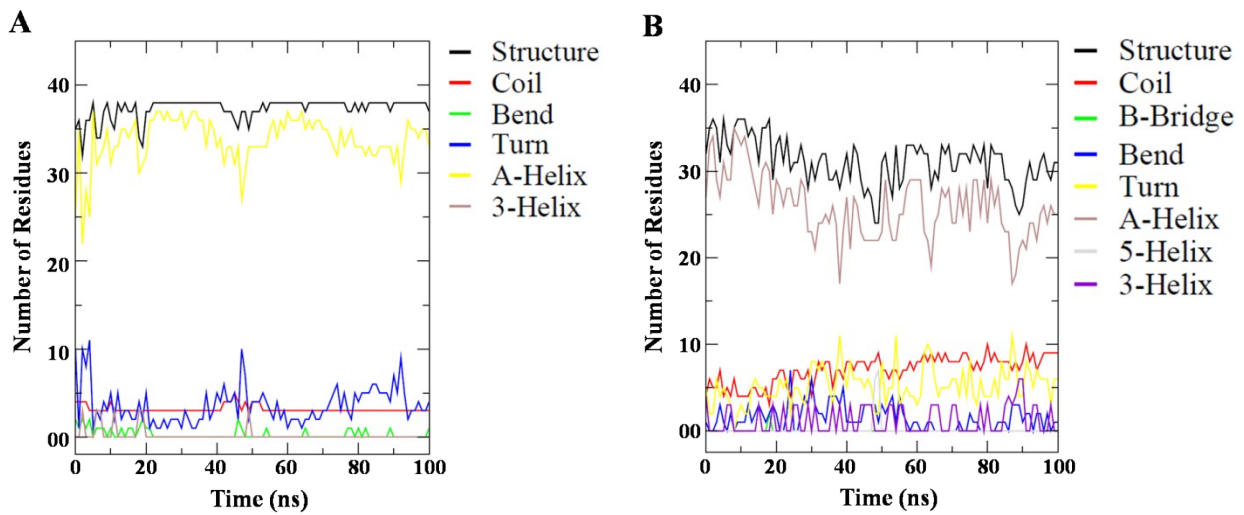 A
Number of Residues
40
30
20
10
00
0 20 40 60 80 100
Time (ns)
Structure
Coil
Bend
Turn
A-Helix
3-Helix
B
Number of Residues
40
30
20
10
00
0 20 40 60 80 100
Time (ns)
Structure
Coil
B-Bridge
Bend
Turn
A-Helix
5-Helix
3-Helix